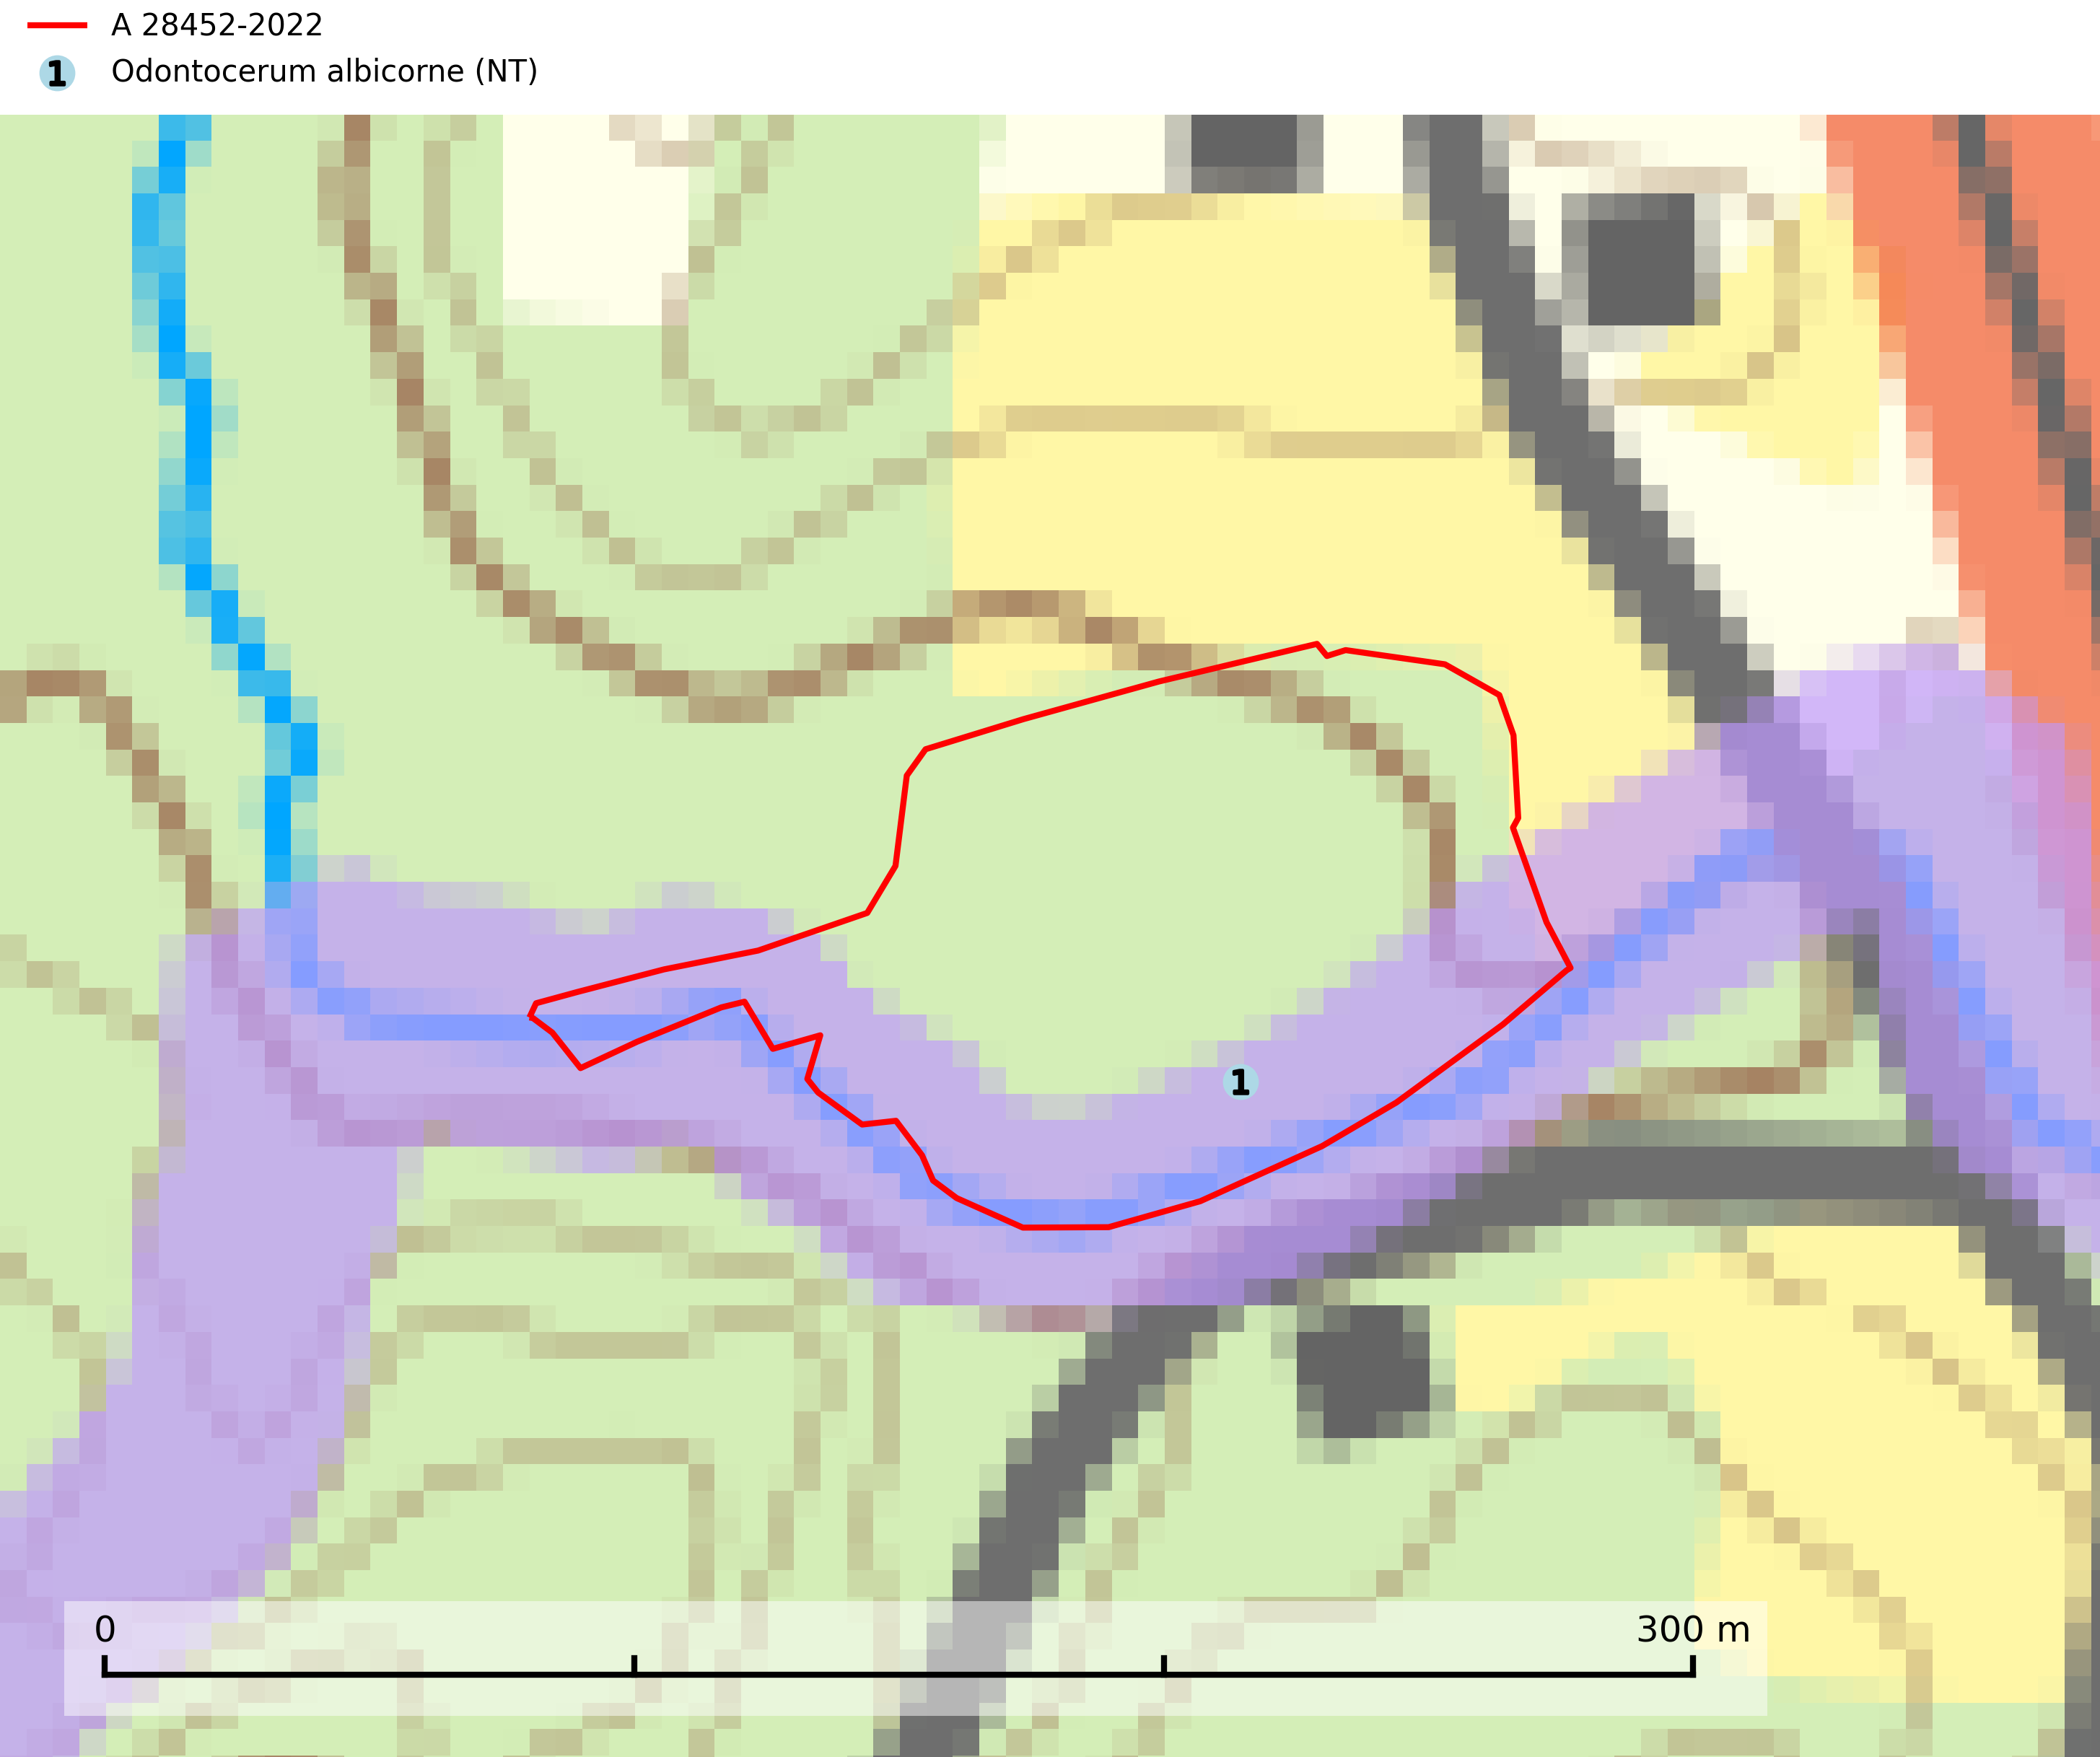 A 28452-2022
1 Odontocerum albicorne (NT)
1
0 300 m